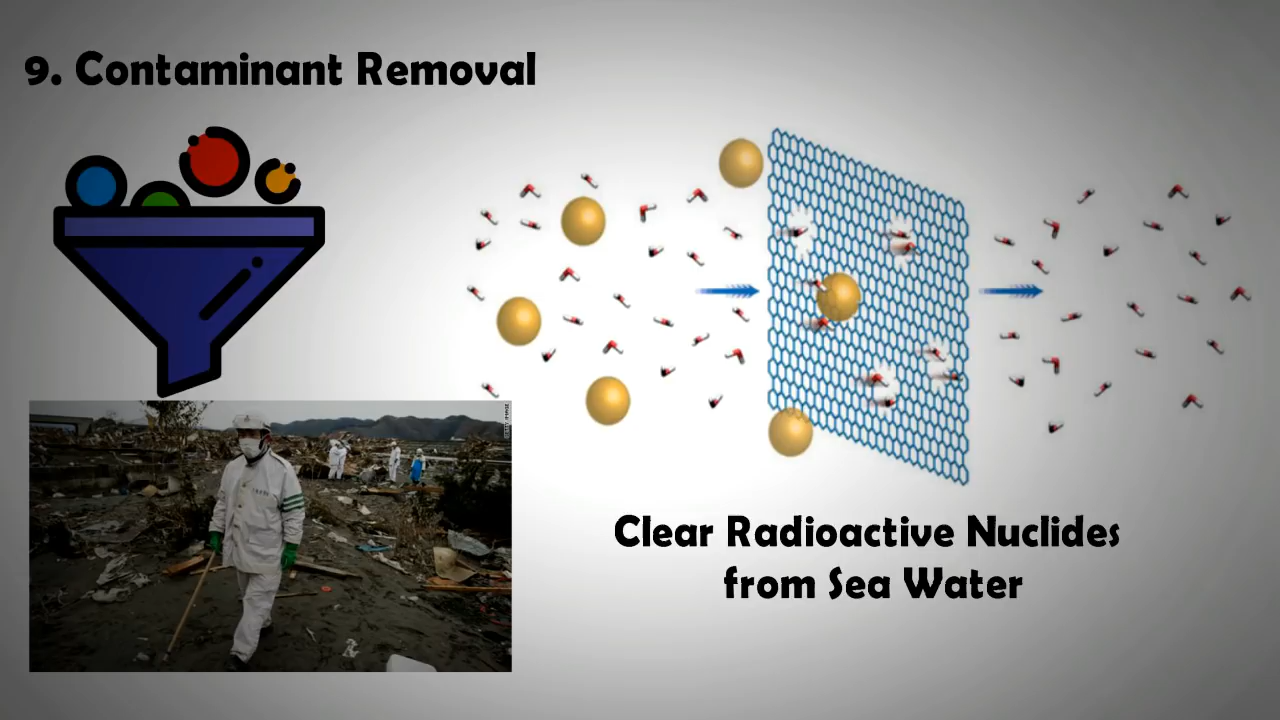 9. Contaminant Removal
Clear Radioactive Nuclides
from Sea Water